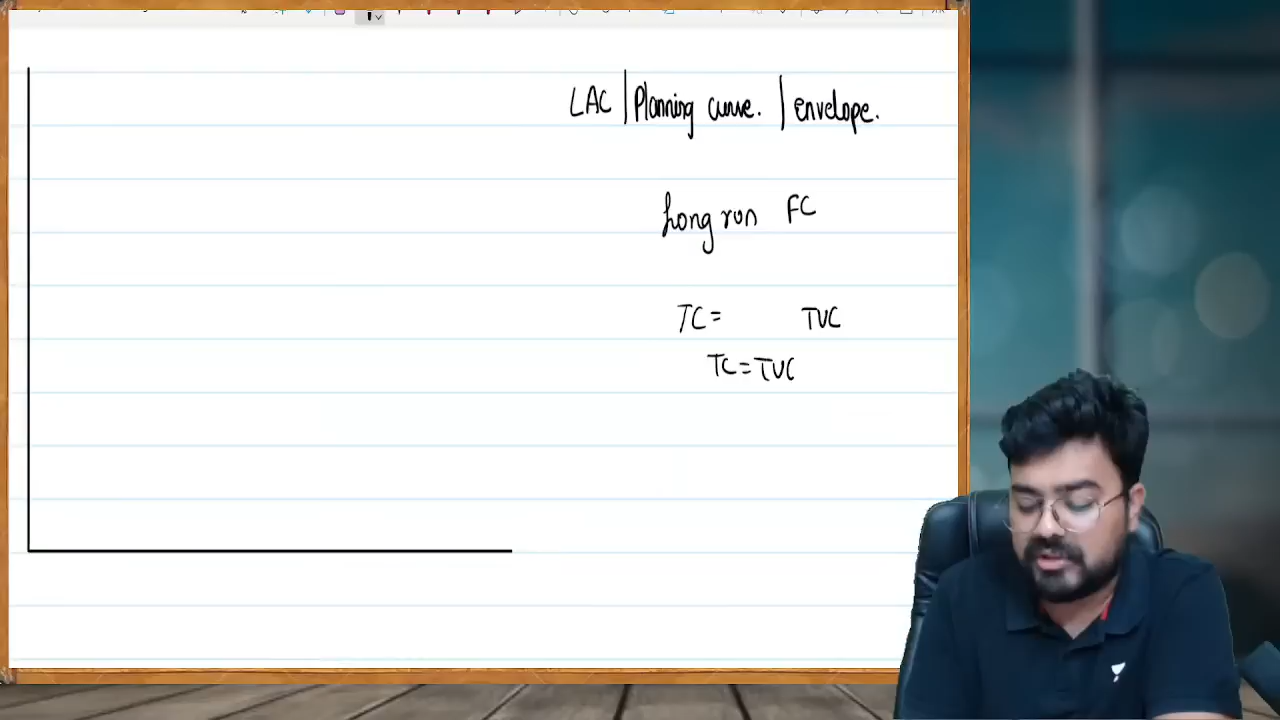 LAC | Planning curve. | envelope.
Long run FC
TC = TVC
TC = TVC